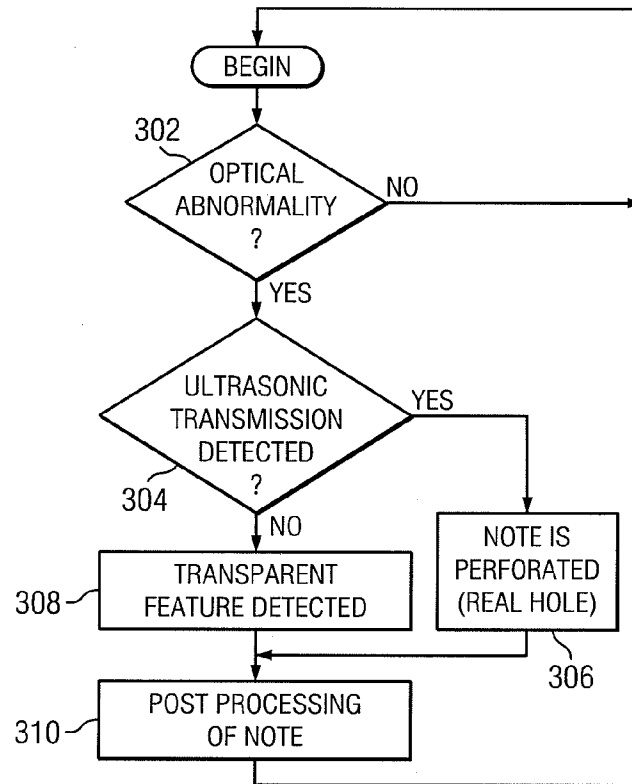 BEGIN
302
OPTICAL
ABNORMALITY
?
NO
YES
ULTRASONIC
TRANSMISSION
DETECTED
?
YES
304
NO
308
TRANSPARENT
FEATURE DETECTED
NOTE IS
PERFORATED
(REAL HOLE)
306
310
POST PROCESSING
OF NOTE